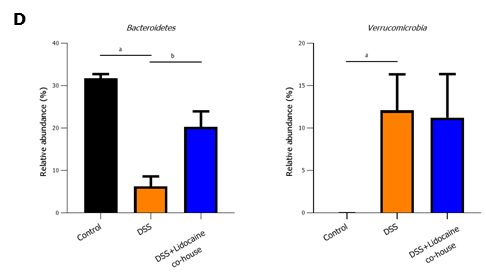 D
Bacteroidetes
Relative abundance (%)
40
30
20
10
0
a
b
Control
DSS
DSS+Lidocaine
co-house
Verrucomicrobia
Relative abundance (%)
20
15
10
5
0
a
Control
DSS
DSS+Lidocaine
co-house